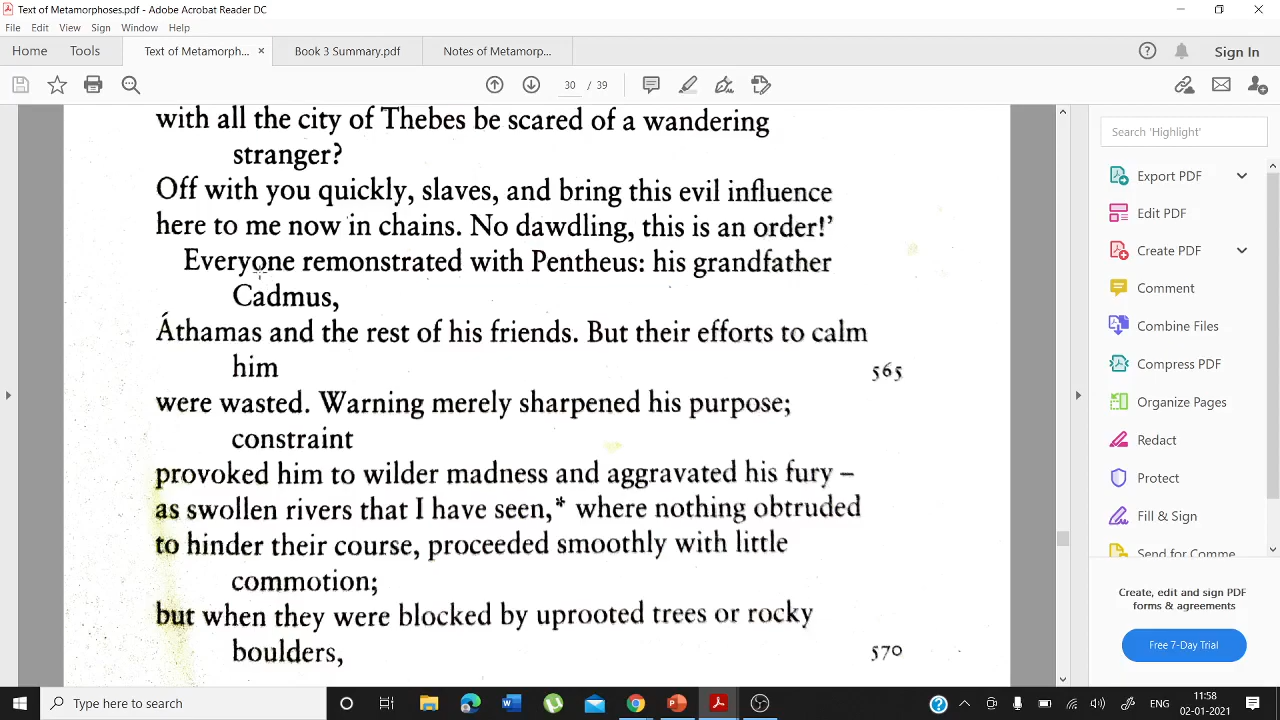 Text of Metamorphoses.pdf - Adobe Acrobat Reader DC
File Edit View Sign Window Help
Home Tools Text of Metamorph... × Book 3 Summary.pdf Notes of Metamorp... Sign In
30 / 39
with all the city of Thebes be scared of a wandering
stranger?
Off with you quickly, slaves, and bring this evil influence
here to me now in chains. No dawdling, this is an order!’
Everyone remonstrated with Pentheus: his grandfather
Cadmus,
Áthamas and the rest of his friends. But their efforts to calm
him 565
were wasted. Warning merely sharpened his purpose;
constraint
provoked him to wilder madness and aggravated his fury –
as swollen rivers that I have seen,* where nothing obtruded
to hinder their course, proceeded smoothly with little
commotion;
but when they were blocked by uprooted trees or rocky
boulders, 570
Search 'Highlight'
Export PDF
Edit PDF
Create PDF
Comment
Combine Files
Compress PDF
Organize Pages
Redact
Protect
Fill & Sign
Send for Comme
Create, edit and sign PDF
forms & agreements
Free 7-Day Trial
Type here to search
ENG
11:58
02-01-2021